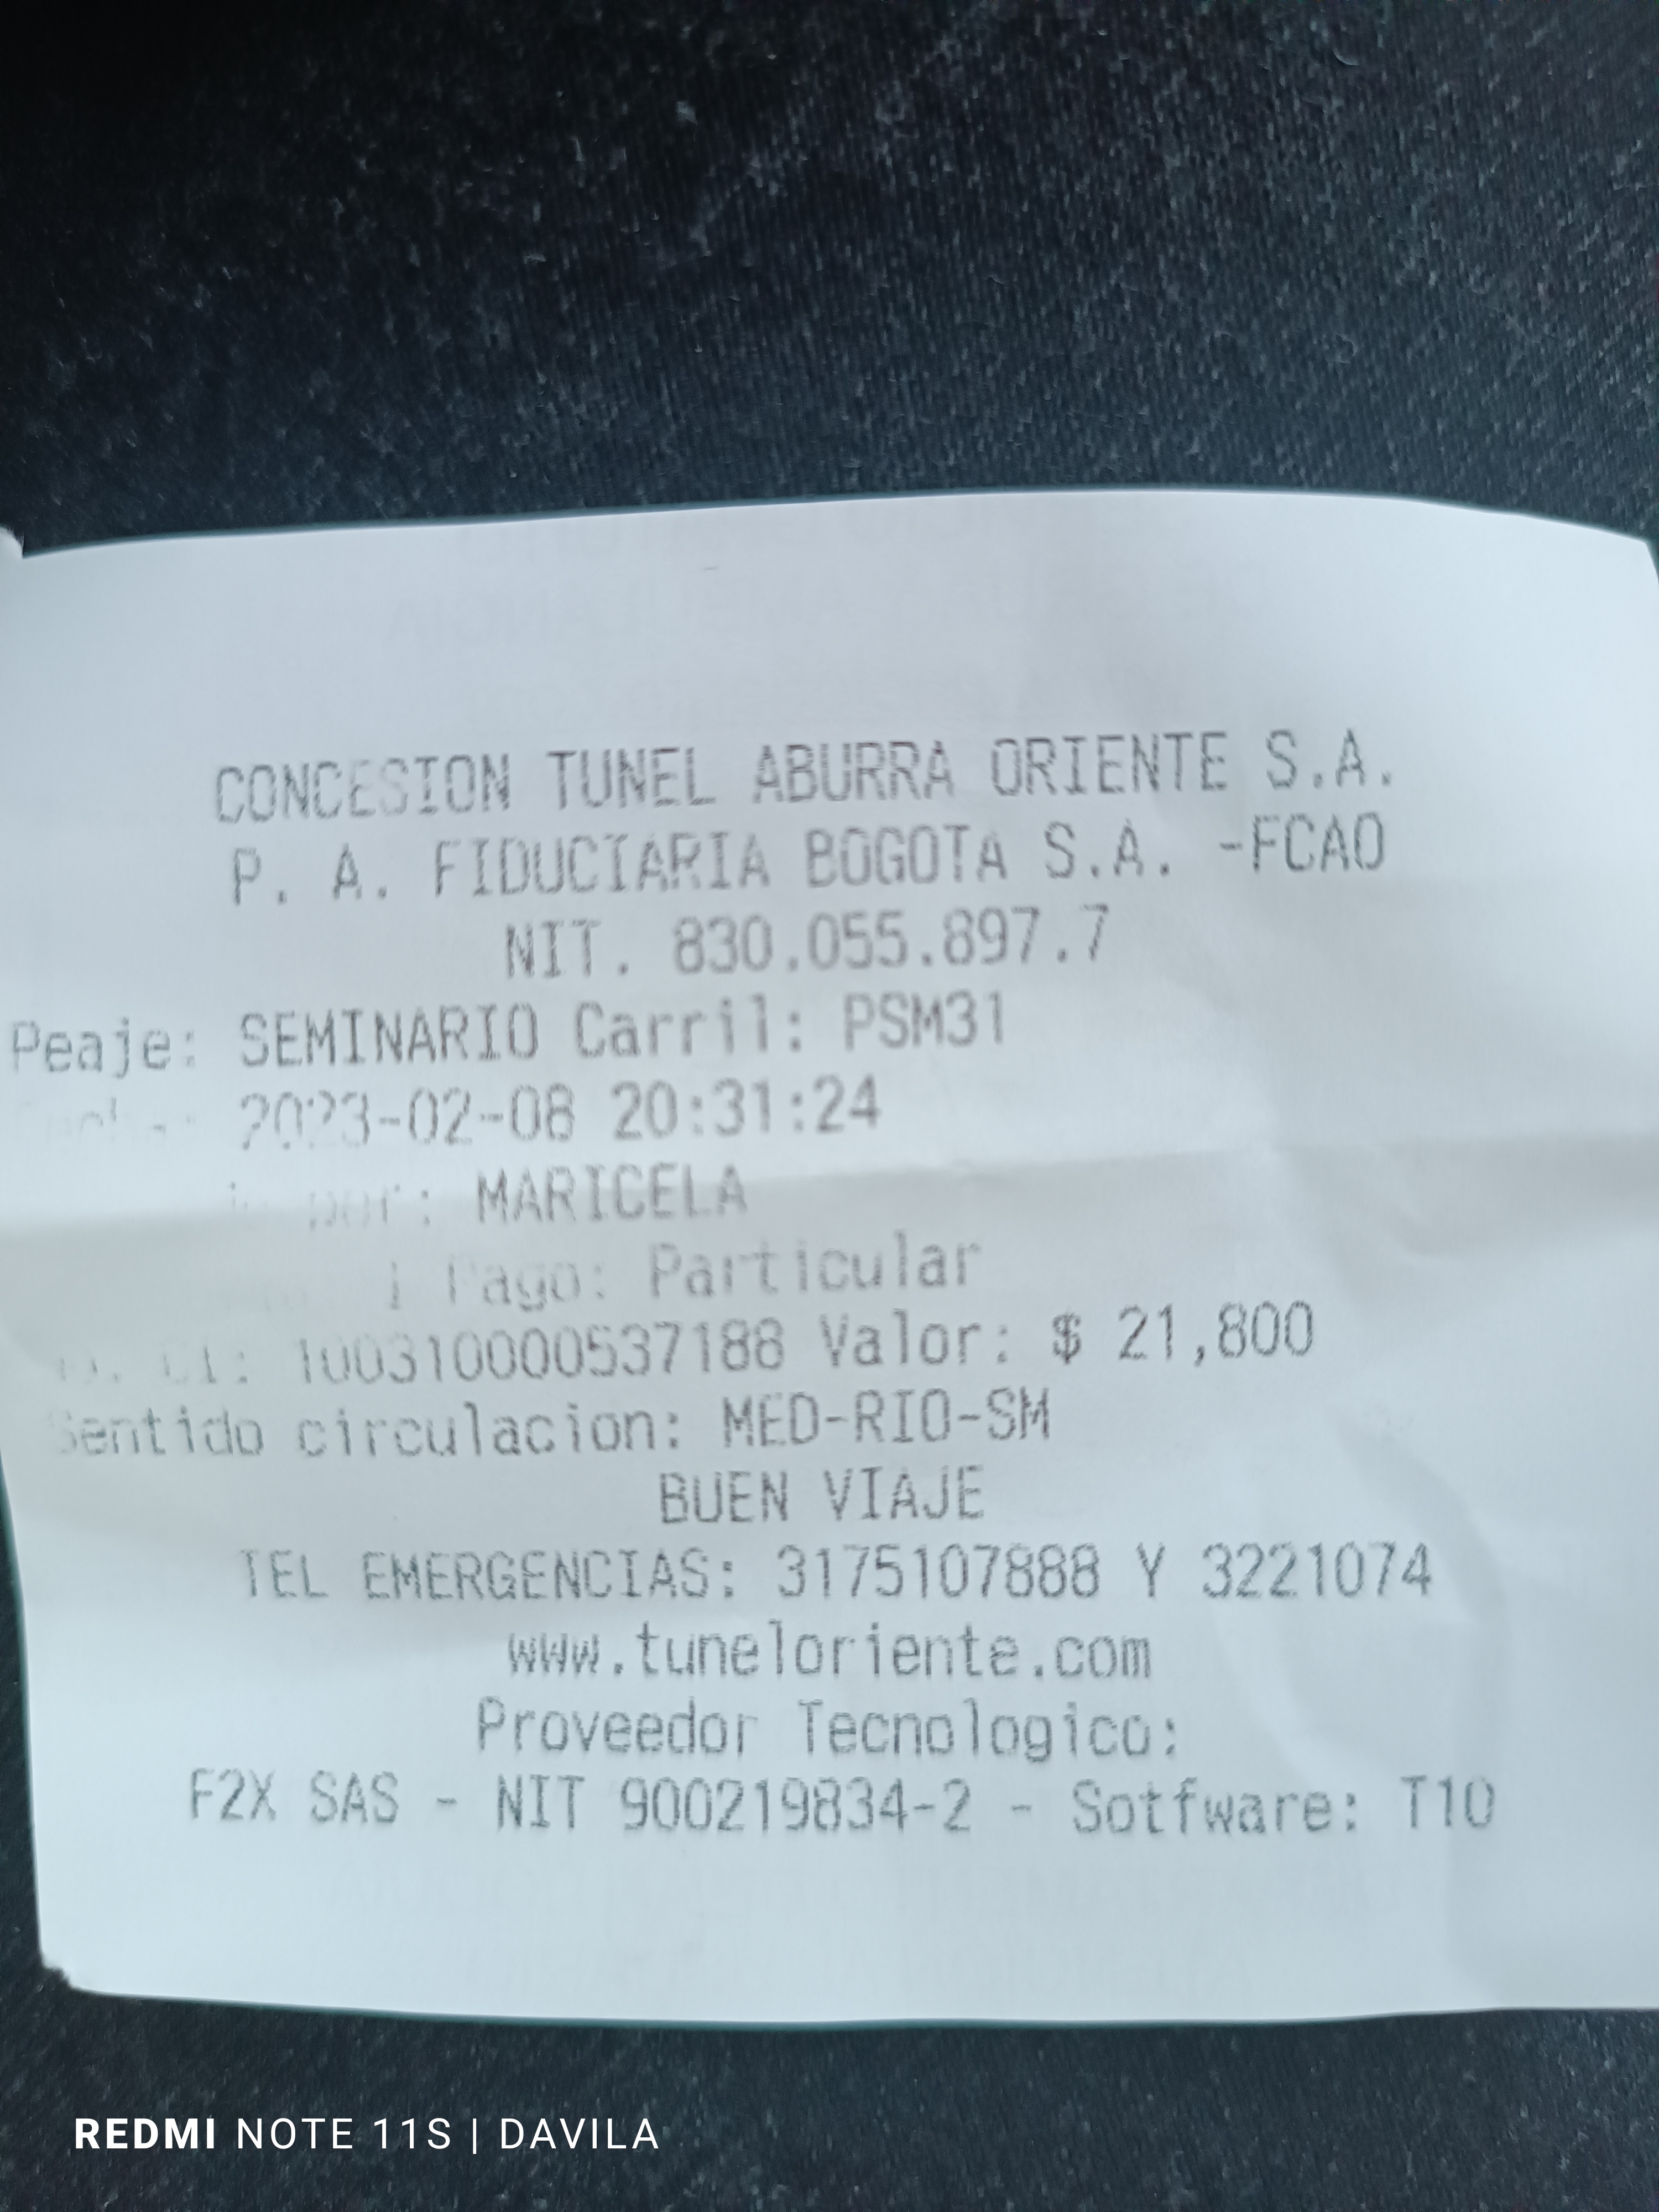 CONCESION TUNEL ABURRA ORIENTE S.A.
P. A. FIDUCIARIA BOGOTA S.A. -FCAO
NIT. 830.055.897.7
Peaje: SEMINARIO Carril: PSM31
2023-02-08 20:31:24
por: MARICELA
Pago: Particular
100310000537188 Valor: $ 21,800
Sentido circulacion: MED-RIO-SM
BUEN VIAJE
TEL EMERGENCIAS: 3175107888 Y 3221074
www.tuneloriente.com
Proveedor Tecnologico:
F2X SAS - NIT 900219834-2 - Sotfware: T10
REDMI NOTE 11S | DAVILA